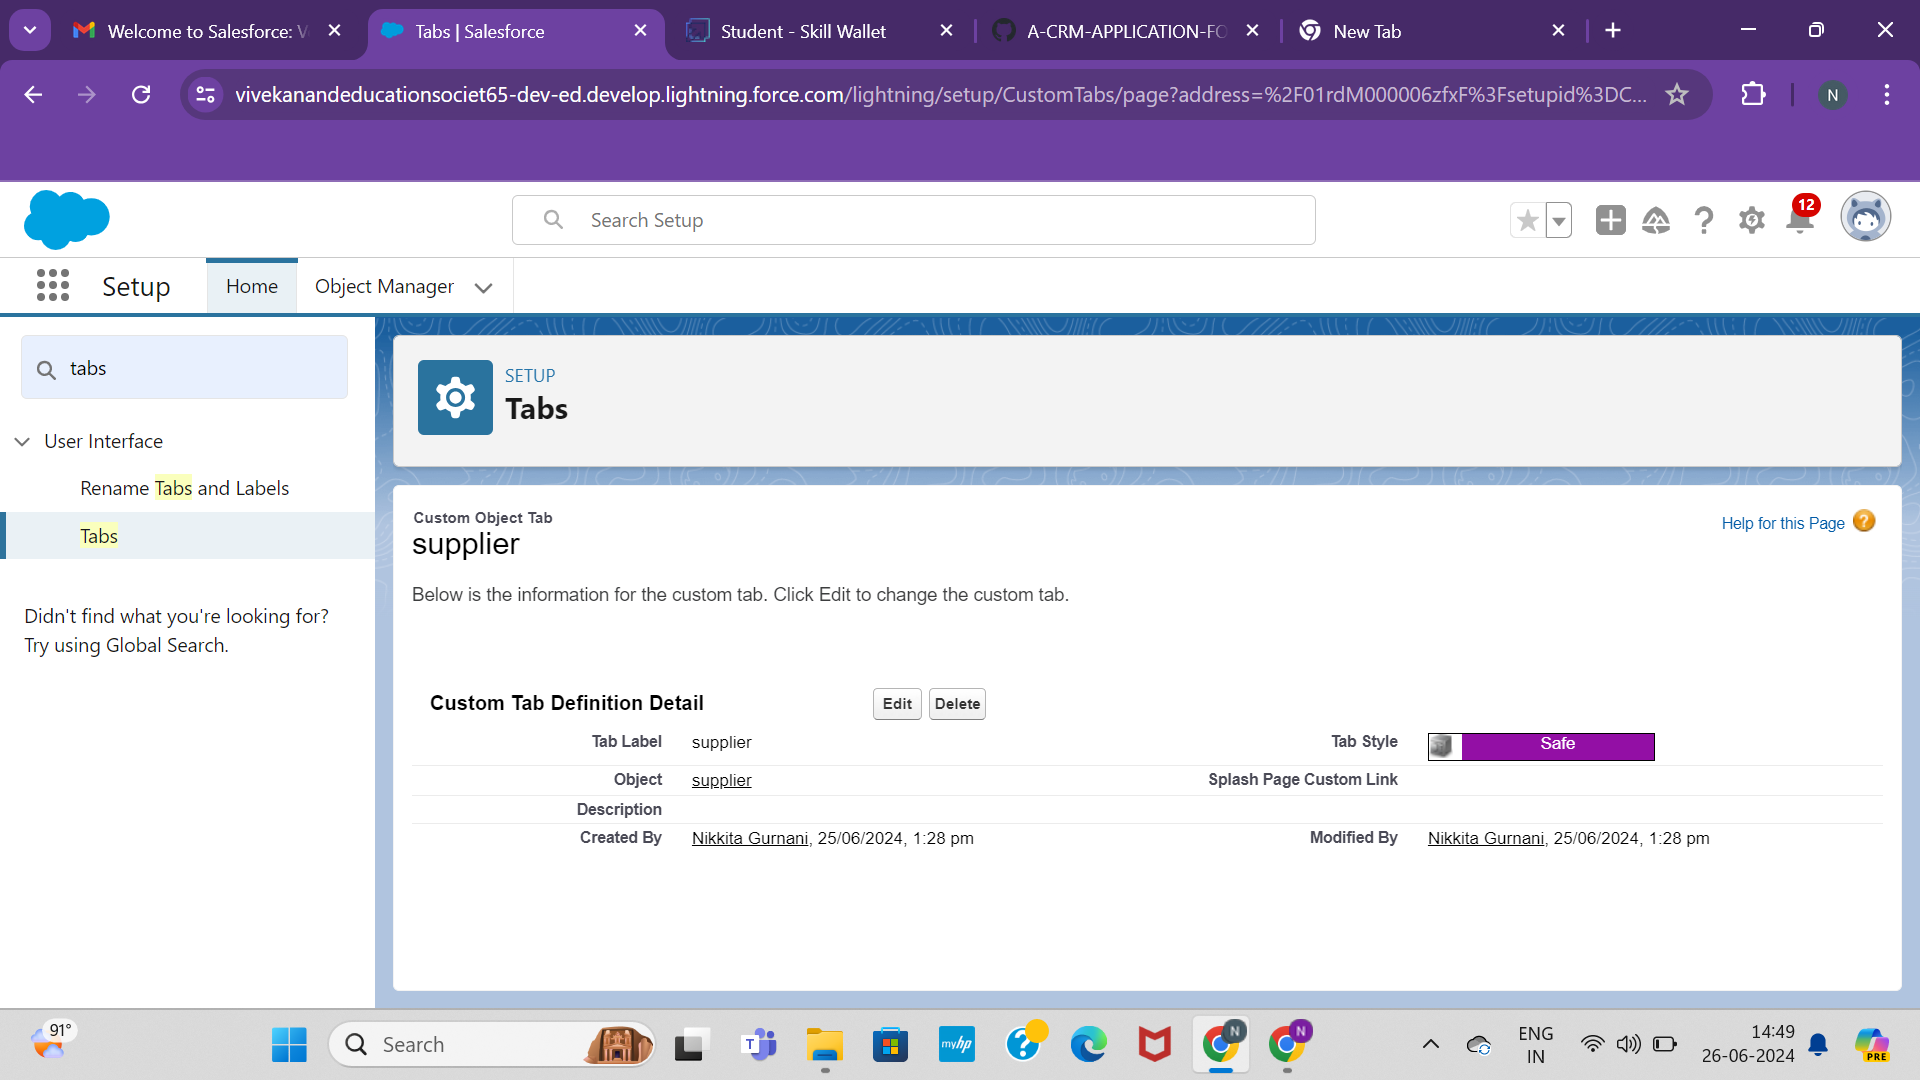 Welcome to Salesforce: V
Tabs | Salesforce
Student - Skill Wallet
A-CRM-APPLICATION-FO
New Tab
vivekanandeducationsociet65-dev-ed.develop.lightning.force.com/lightning/setup/CustomTabs/page?address=%2F01rdM000006zfxF%3Fsetupid%3DC...
N
Search Setup
12
Setup
Home
Object Manager
tabs
User Interface
Rename Tabs and Labels
Tabs
Didn't find what you're looking for?
Try using Global Search.
SETUP
Tabs
Custom Object Tab
supplier
Help for this Page
Below is the information for the custom tab. Click Edit to change the custom tab.
Custom Tab Definition Detail
Edit
Delete
Tab Label supplier
Tab Style Safe
Object supplier
Splash Page Custom Link
Description
Created By Nikkita Gurnani, 25/06/2024, 1:28 pm
Modified By Nikkita Gurnani, 25/06/2024, 1:28 pm
91°
Search
T
myhp
N
N
ENG
IN
14:49
26-06-2024
PRE